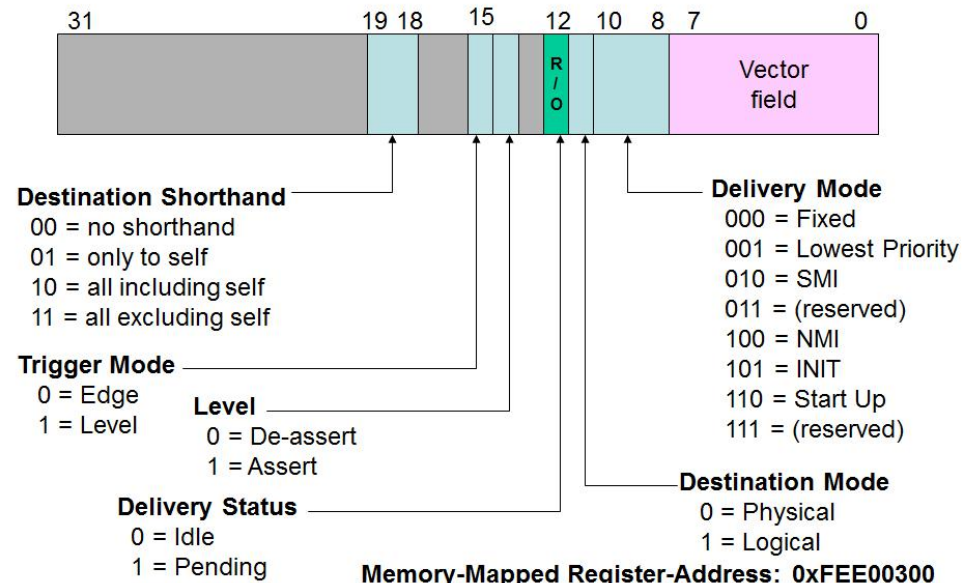 31 19 18 15 12 10 8 7 0
R
/
O
Vector
field
Destination Shorthand
00 = no shorthand
01 = only to self
10 = all including self
11 = all excluding self
Trigger Mode
0 = Edge
1 = Level
Level
0 = De-assert
1 = Assert
Delivery Status
0 = Idle
1 = Pending
Delivery Mode
000 = Fixed
001 = Lowest Priority
010 = SMI
011 = (reserved)
100 = NMI
101 = INIT
110 = Start Up
111 = (reserved)
Destination Mode
0 = Physical
1 = Logical
Memory-Mapped Register-Address: 0xFEE00300